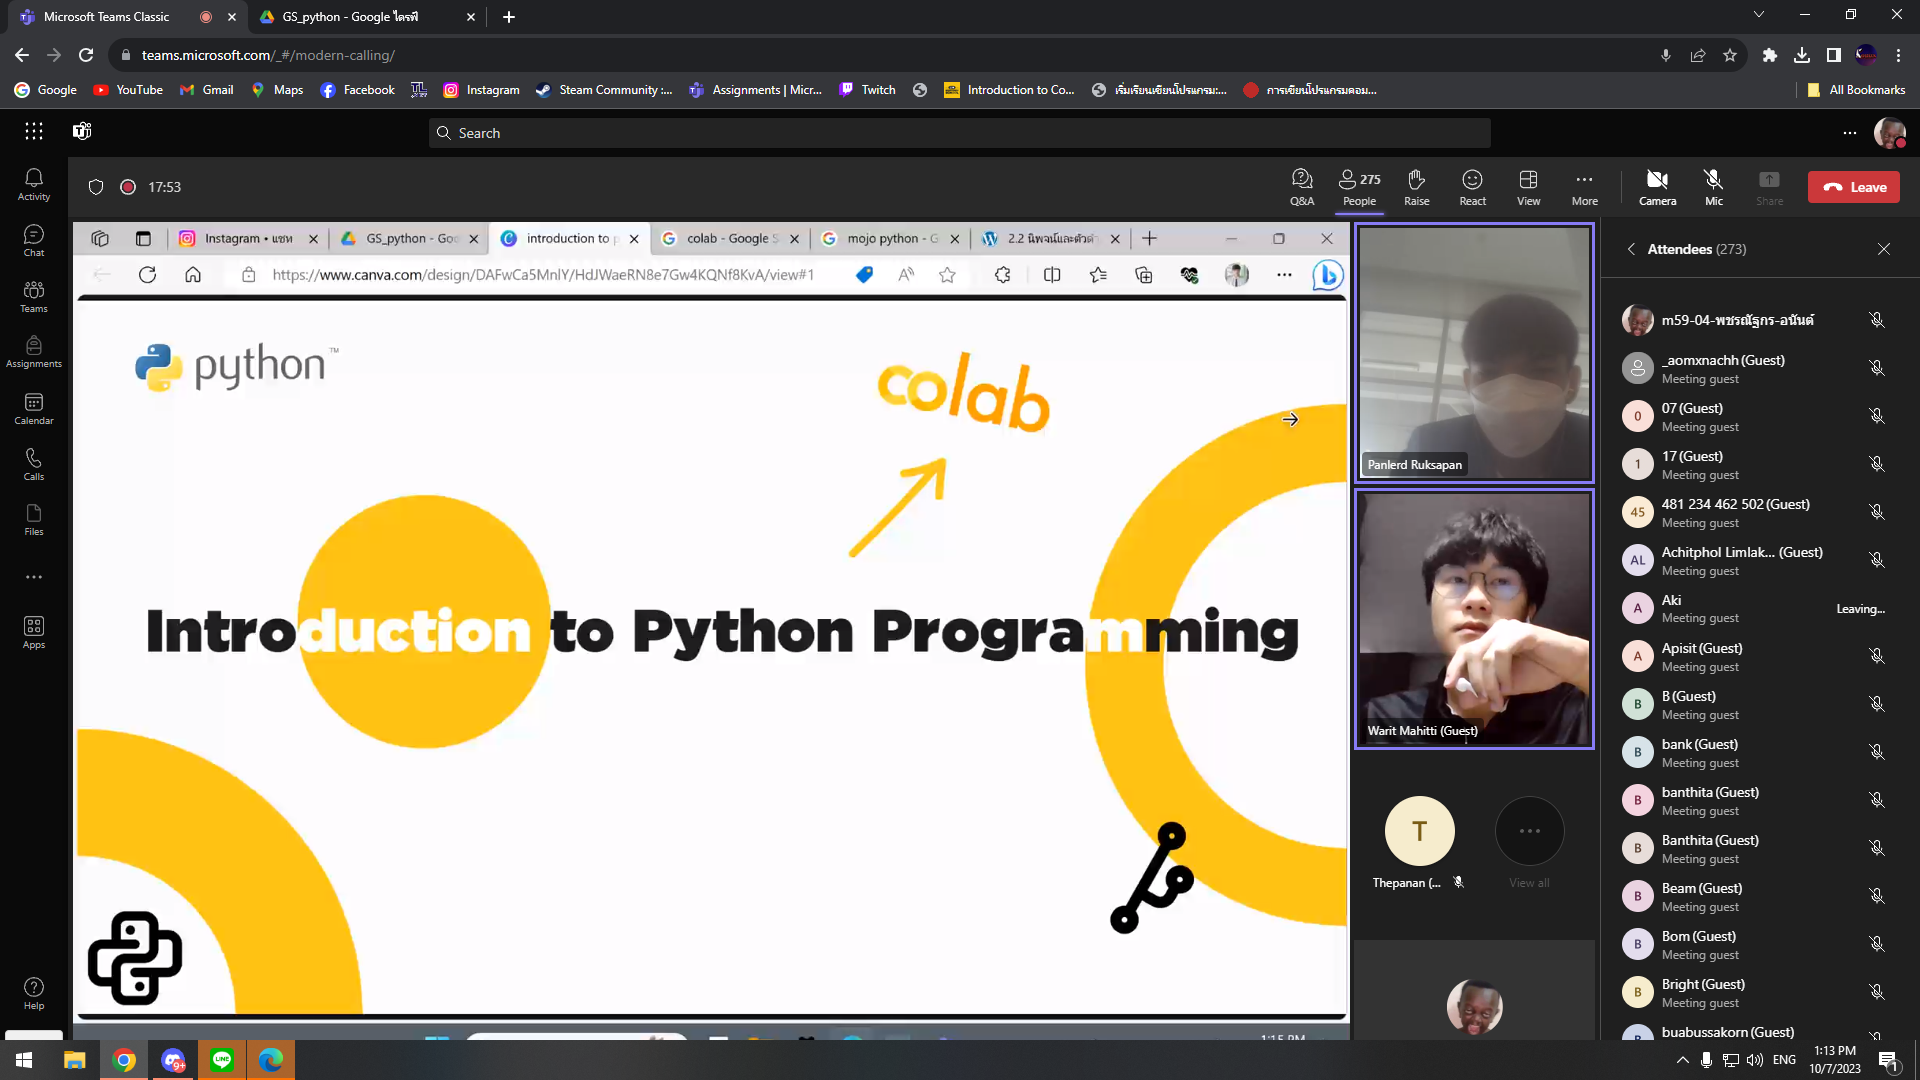 Microsoft Teams Classic
GS_python - Google ไดรฟ์
teams.microsoft.com/_#/modern-calling/
Google
YouTube
Gmail
Maps
Facebook
Instagram
Steam Community :...
Assignments | Micr...
Twitch
Introduction to Co...
เริ่มเรียนเขียนโปรแกรม:...
การเขียนโปรแกรมคอม...
All Bookmarks
Search
17:53
Q&A
275
People
Raise
React
View
More
Camera
Mic
Share
Leave
Activity
Chat
Teams
Assignments
Calendar
Calls
Files
Apps
Help
Instagram • แชท
GS_python - Goo
introduction to p
colab - Google S
mojo python - G
2.2 นิพจน์และตัวดำ
https://www.canva.com/design/DAFwCa5MnlY/HdJWaeRN8e7Gw4KQNf8KvA/view#1
python™
colab
Introduction to Python Programming
Panlerd Ruksapan
Warit Mahitti (Guest)
T
Thepanan (...
View all
Attendees (273)
m59-04-พชรณัฐกร-อนันต์
_aomxnachh (Guest)
Meeting guest
0
07 (Guest)
Meeting guest
1
17 (Guest)
Meeting guest
45
481 234 462 502 (Guest)
Meeting guest
AL
Achitphol Limlak... (Guest)
Meeting guest
A
Aki
Meeting guest
Leaving...
A
Apisit (Guest)
Meeting guest
B
B (Guest)
Meeting guest
B
bank (Guest)
Meeting guest
B
banthita (Guest)
Meeting guest
B
Banthita (Guest)
Meeting guest
B
Beam (Guest)
Meeting guest
B
Bom (Guest)
Meeting guest
B
Bright (Guest)
Meeting guest
B
buabussakorn (Guest)
1:15 PM
9+
LINE
ENG
1:13 PM
10/7/2023
1